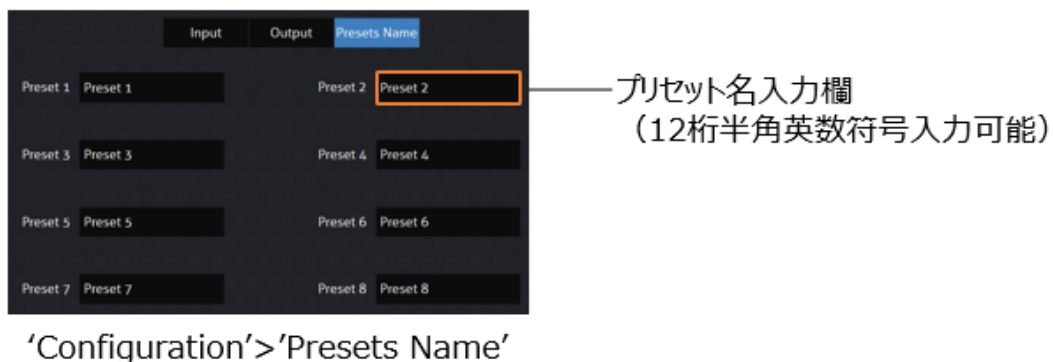 Input Output Presets Name
Preset 1 Preset 1 Preset 2 Preset 2
プリセット名入力欄
（12桁半角英数符号入力可能）
Preset 3 Preset 3 Preset 4 Preset 4
Preset 5 Preset 5 Preset 6 Preset 6
Preset 7 Preset 7 Preset 8 Preset 8
‘Configuration’>’Presets Name’